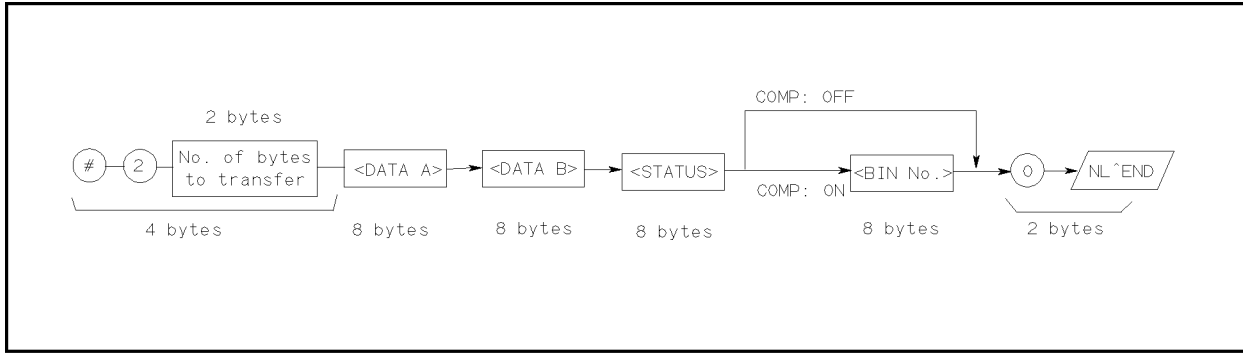 COMP: OFF
2 bytes
# 2 No. of bytes to transfer <DATA A> <DATA B> <STATUS> <BIN No.> 0 NL^END
COMP: ON
4 bytes 8 bytes 8 bytes 8 bytes 8 bytes 2 bytes